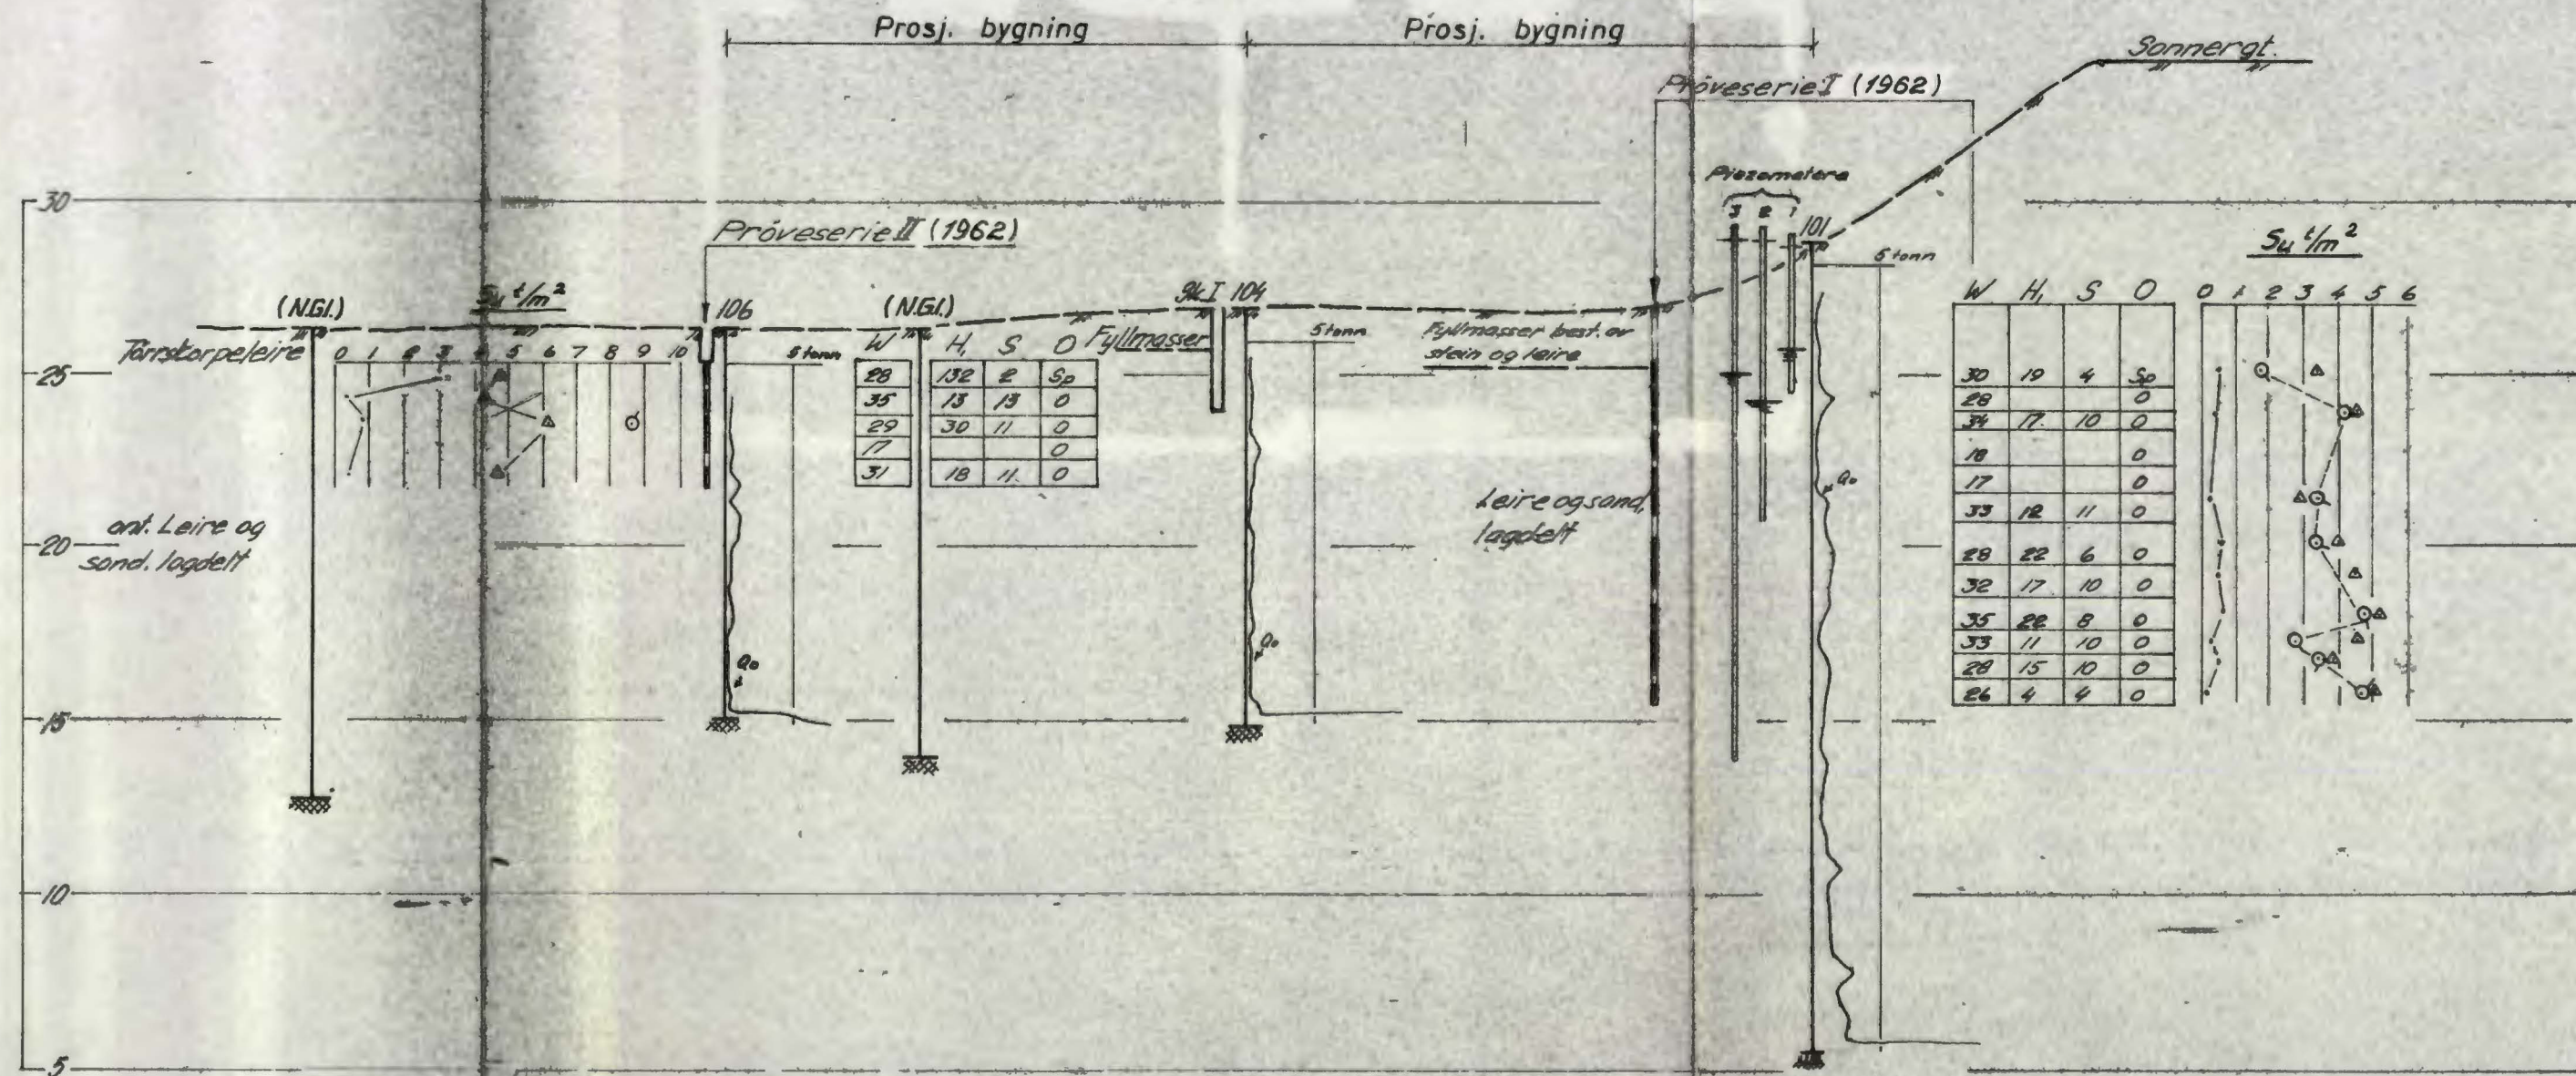 Prosj. bygning
Prosj. bygning
Sonnergt.
Prøveserie I (1962)
Piezometere
3 2 1
101
30
Prøveserie II (1962)
5 tonn
Su t/m²
(N.G.I.)
Su t/m²
106
(N.G.I.)
Sk I 104
W H, S O
0 1 2 3 4 5 6
Tørrskorpeleire
0 1 2 3 4 5 6 7 8 9 10
5 tonn
W H, S O
Fyllmasser
5 tonn
Fyllmasser best. av
stein og leire
25
28 132 2 Sp
35 13 13 0
29 30 11 0
17 0
31 18 11 0
30 19 4 Sp
28 0
34 17 10 0
18 0
17 0
33 12 11 0
28 22 6 0
32 17 10 0
35 22 8 0
33 11 10 0
28 15 10 0
26 4 4 0
Qo
ant. Leire og
sand. lagdelt
Leire og sand,
lagdelt
20
Qo
Qo
15
10
5